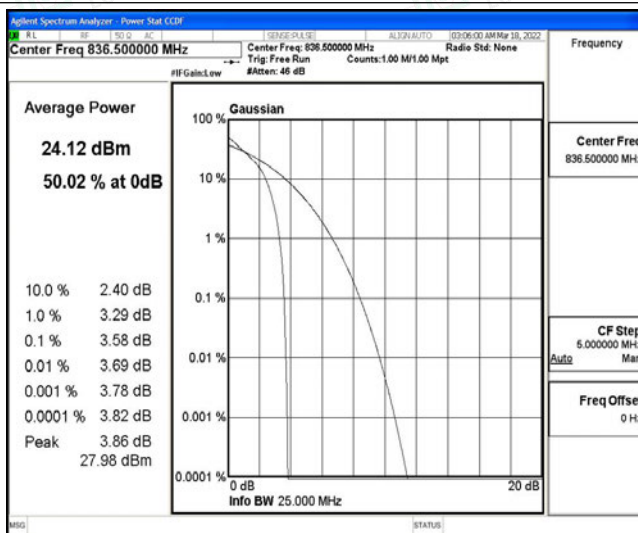 Agilent Spectrum Analyzer - Power Stat CCDF
RL RF 50 Ω AC SENSE:PULSE ALIGN AUTO 03:06:00 AM Mar 18, 2022
Center Freq 836.500000 MHz
Center Freq: 836.500000 MHz Radio Std: None
Trig: Free Run Counts:1.00 M/1.00 Mpt
#IFGain:Low #Atten: 46 dB
Frequency
Average Power
24.12 dBm
50.02 % at 0dB
10.0 % 2.40 dB
1.0 % 3.29 dB
0.1 % 3.58 dB
0.01 % 3.69 dB
0.001 % 3.78 dB
0.0001 % 3.82 dB
Peak 3.86 dB
27.98 dBm
Gaussian
100 %
10 %
1 %
0.1 %
0.01 %
0.001 %
0.0001 %
0 dB 20 dB
Info BW 25.000 MHz
Center Freq
836.500000 MHz
CF Step
5.000000 MHz
Auto Man
Freq Offse
0 Hz
MSG STATUS